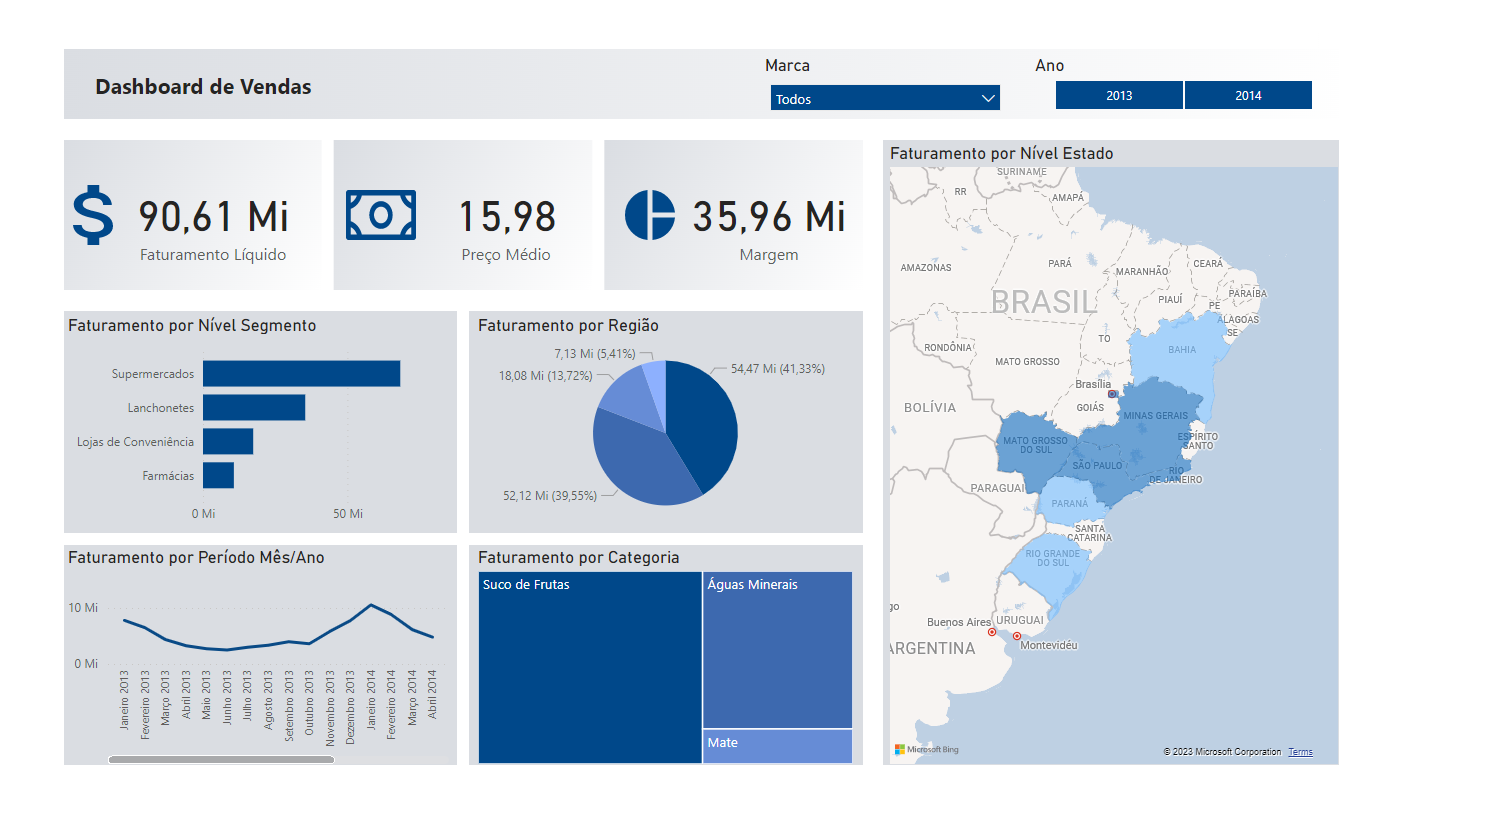 Dashboard de Vendas
Marca
Todos
Ano
2013
2014
90,61 Mi
Faturamento Líquido
15,98
Preço Médio
35,96 Mi
Margem
Faturamento por Nível Segmento
Supermercados
Lanchonetes
Lojas de Conveniência
Farmácias
0 Mi
50 Mi
Faturamento por Região
7,13 Mi (5,41%)
18,08 Mi (13,72%)
54,47 Mi (41,33%)
52,12 Mi (39,55%)
Faturamento por Período Mês/Ano
10 Mi
0 Mi
Janeiro 2013
Fevereiro 2013
Março 2013
Abril 2013
Maio 2013
Junho 2013
Julho 2013
Agosto 2013
Setembro 2013
Outubro 2013
Novembro 2013
Dezembro 2013
Janeiro 2014
Fevereiro 2014
Março 2014
Abril 2014
Faturamento por Categoria
Suco de Frutas
Águas Minerais
Mate
Faturamento por Nível Estado
SURINAME
RR
AMAPÁ
AMAZONAS
PARÁ
MARANHÃO
CEARÁ
BRASIL
PIAUÍ
PARAÍBA
PE
ALAGOAS
SE
TO
RONDÔNIA
MATO GROSSO
BAHIA
Brasília
GOIÁS
BOLÍVIA
MINAS GERAIS
MATO GROSSO
DO SUL
ESPÍRITO
SANTO
SÃO PAULO
RIO
DE JANEIRO
PARAGUAI
PARANÁ
SANTA
CATARINA
RIO GRANDE
DO SUL
go
Buenos Aires
URUGUAI
Montevidéu
ARGENTINA
Microsoft Bing
© 2023 Microsoft Corporation
Terms